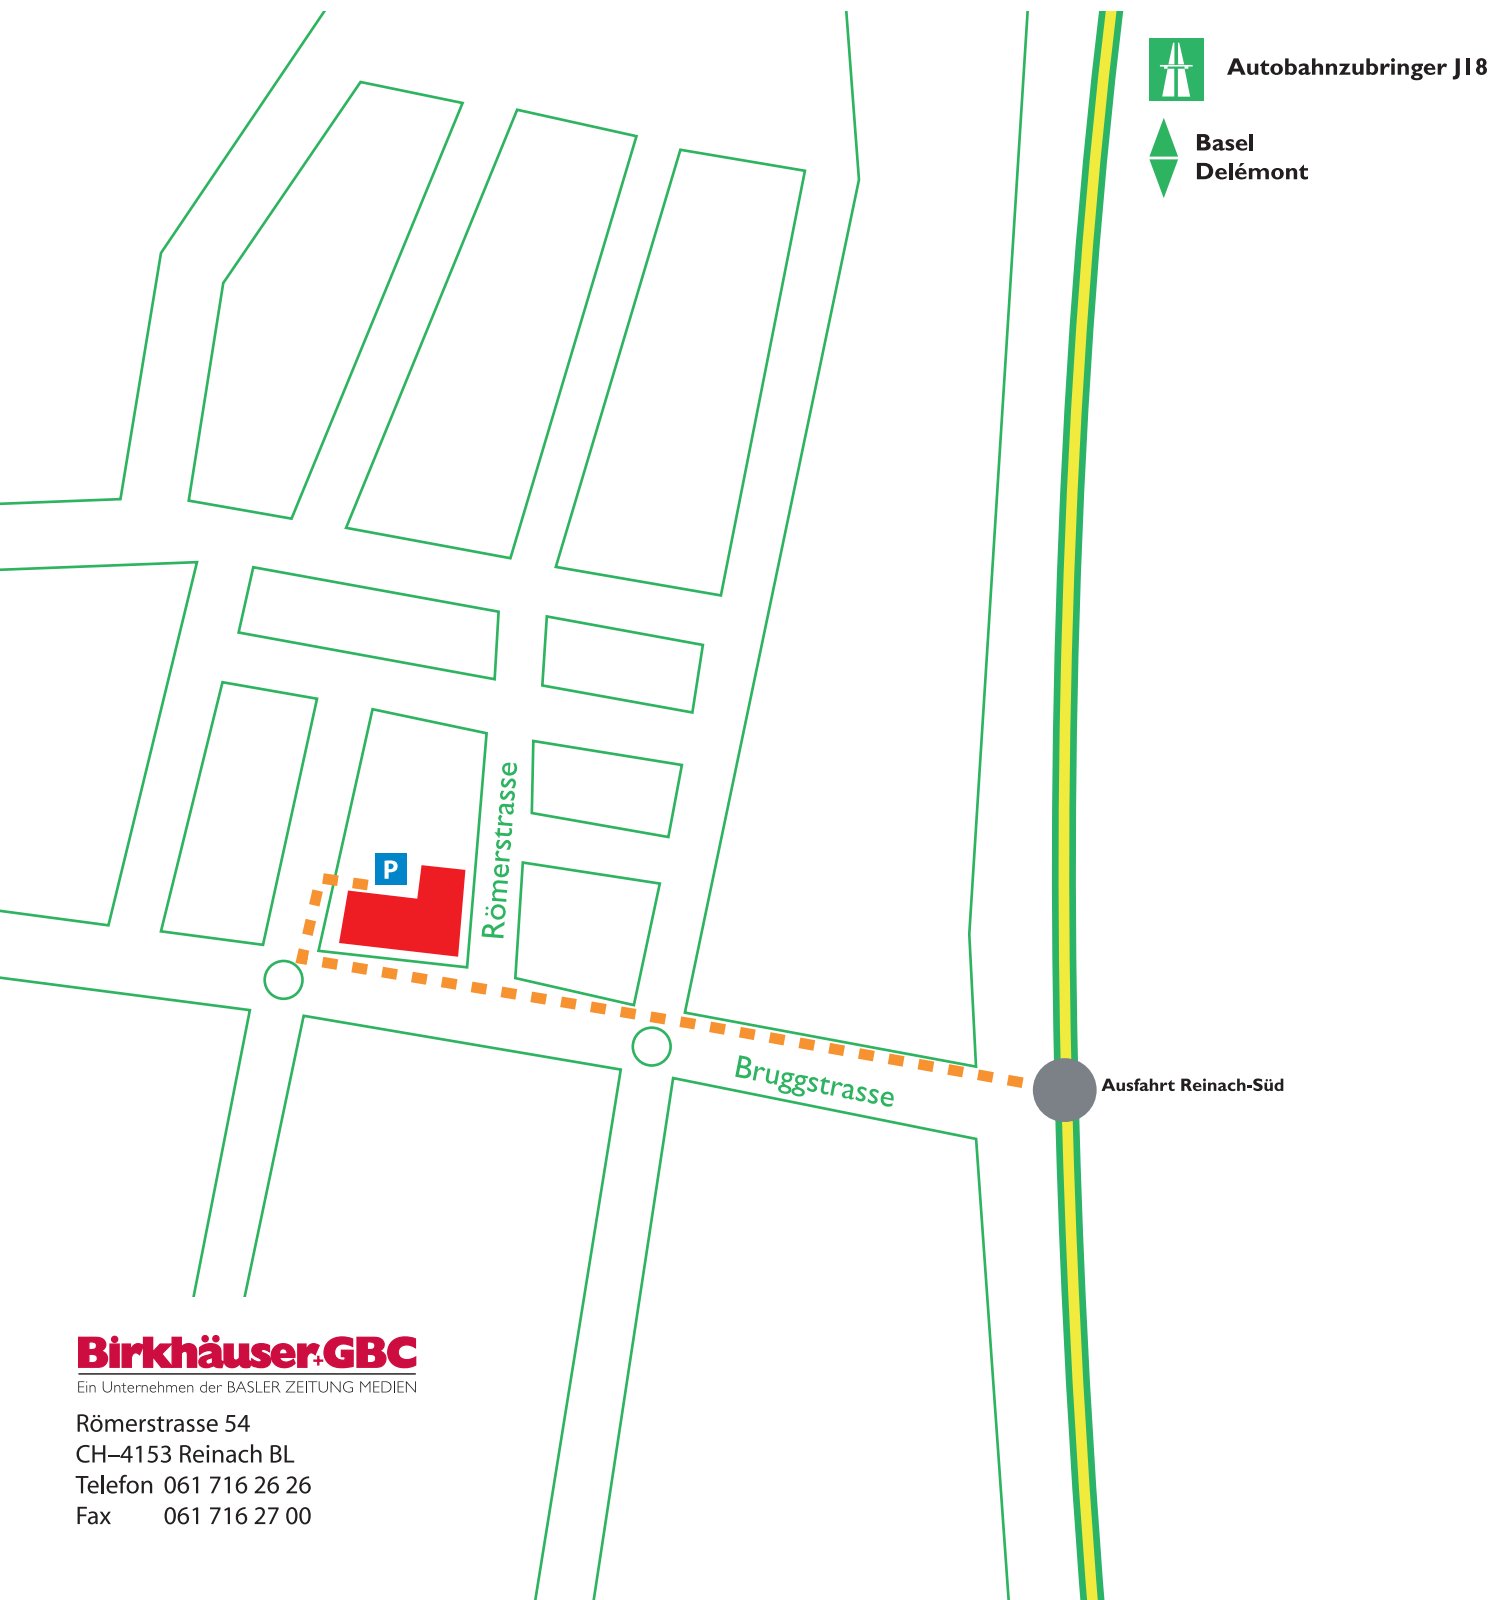 Autobahnzubringer J18
Basel
Delémont
P
Römerstrasse
Bruggstrasse
Ausfahrt Reinach-Süd
Birkhäuser+GBC
Ein Unternehmen der BASLER ZEITUNG MEDIEN
Römerstrasse 54
CH–4153 Reinach BL
Telefon 061 716 26 26
Fax 061 716 27 00